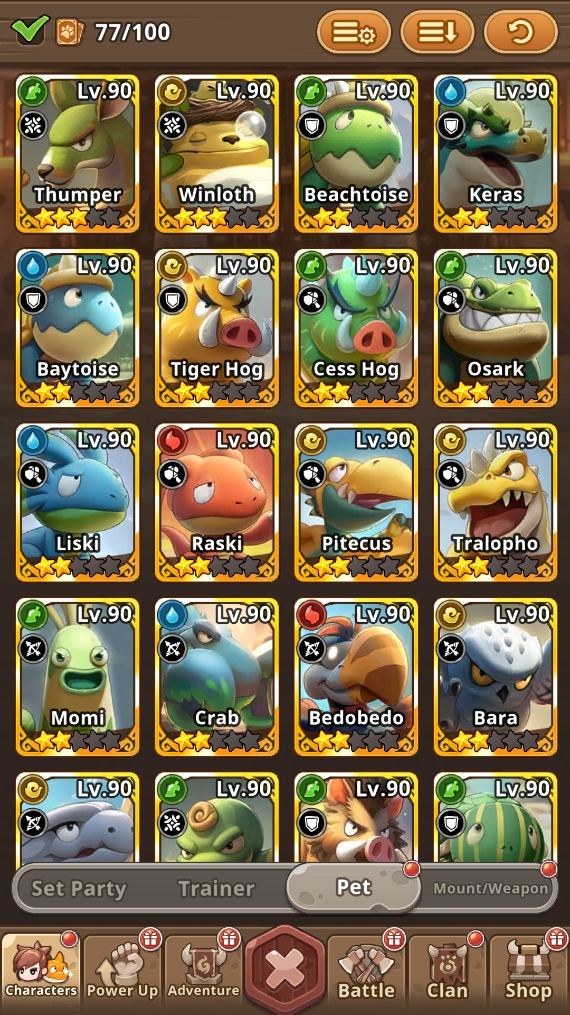 77/100
Lv.90 Lv.90 Lv.90 Lv.90
Thumper Winloth Beachtoise Keras
Lv.90 Lv.90 Lv.90 Lv.90
Baytoise Tiger Hog Cess Hog Osark
Lv.90 Lv.90 Lv.90 Lv.90
Liski Raski Pitecus Tralopho
Lv.90 Lv.90 Lv.90 Lv.90
Momi Crab Bedobedo Bara
Lv.90 Lv.90 Lv.90 Lv.90
Set Party Trainer Pet Mount/Weapon
Characters Power Up Adventure Battle Clan Shop